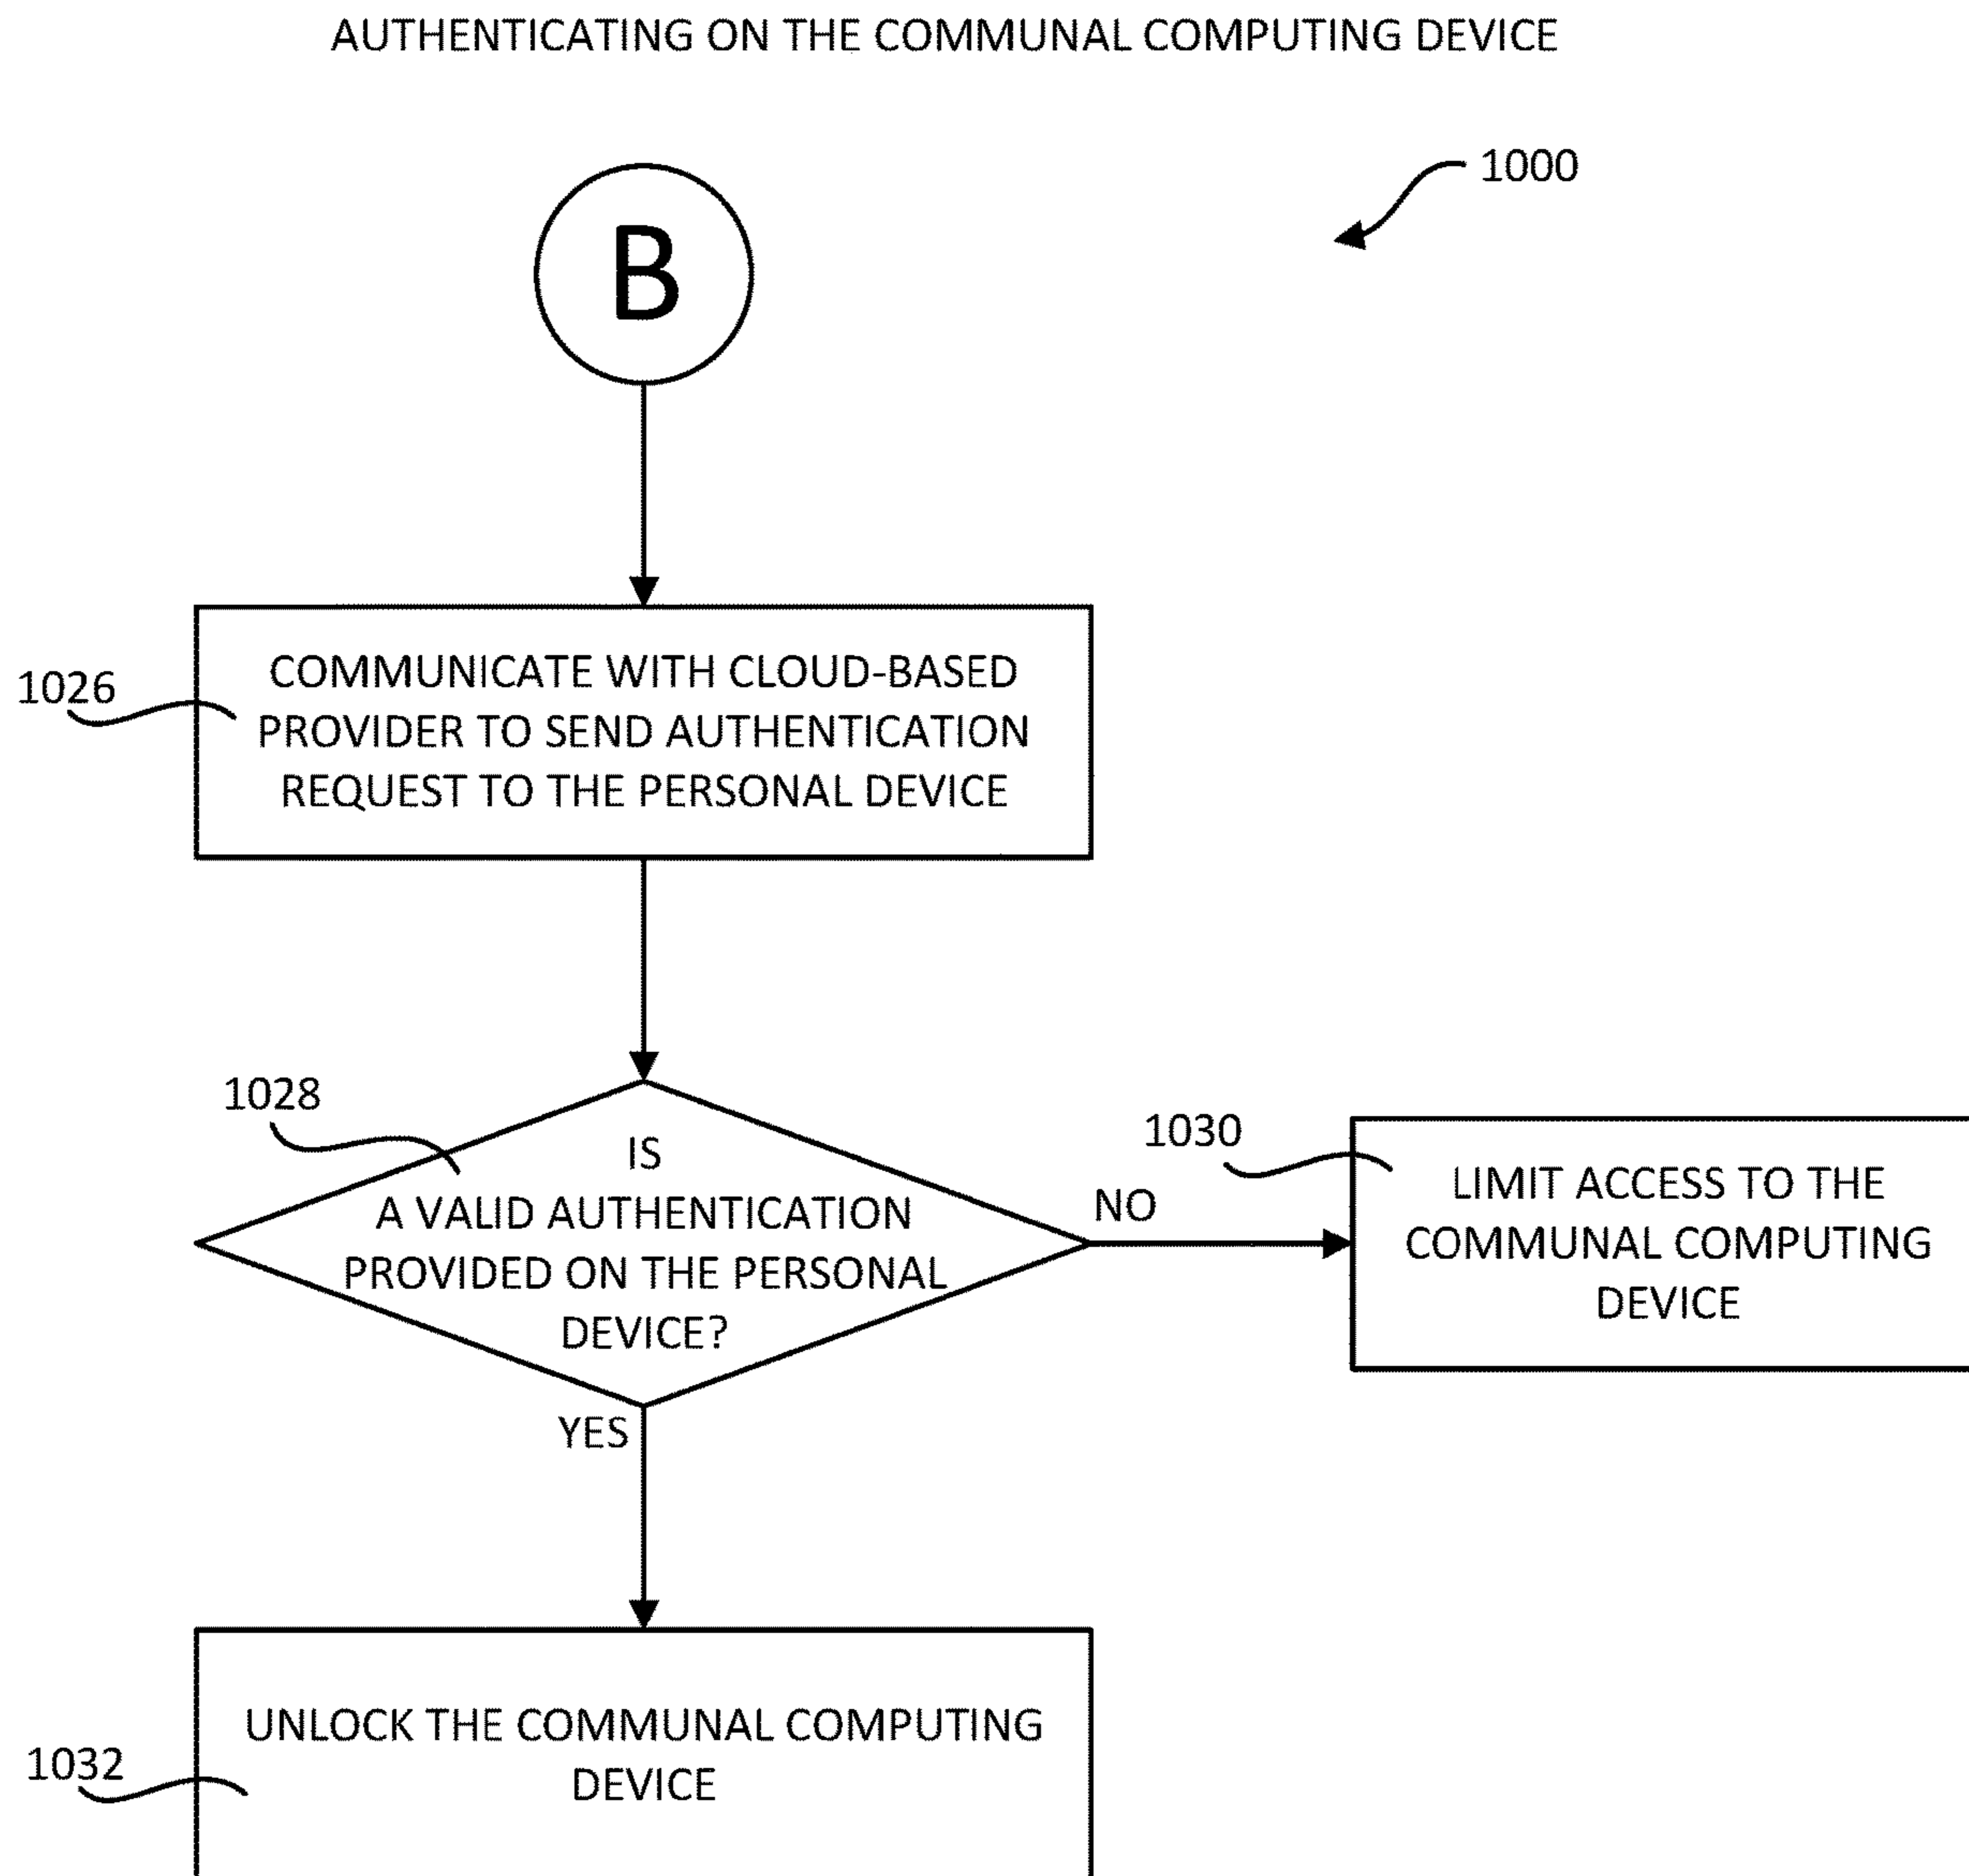 AUTHENTICATING ON THE COMMUNAL COMPUTING DEVICE
1000
B
1026
COMMUNICATE WITH CLOUD-BASED
PROVIDER TO SEND AUTHENTICATION
REQUEST TO THE PERSONAL DEVICE
1028
IS
A VALID AUTHENTICATION
PROVIDED ON THE PERSONAL
DEVICE?
NO
YES
1030
LIMIT ACCESS TO THE
COMMUNAL COMPUTING
DEVICE
1032
UNLOCK THE COMMUNAL COMPUTING
DEVICE